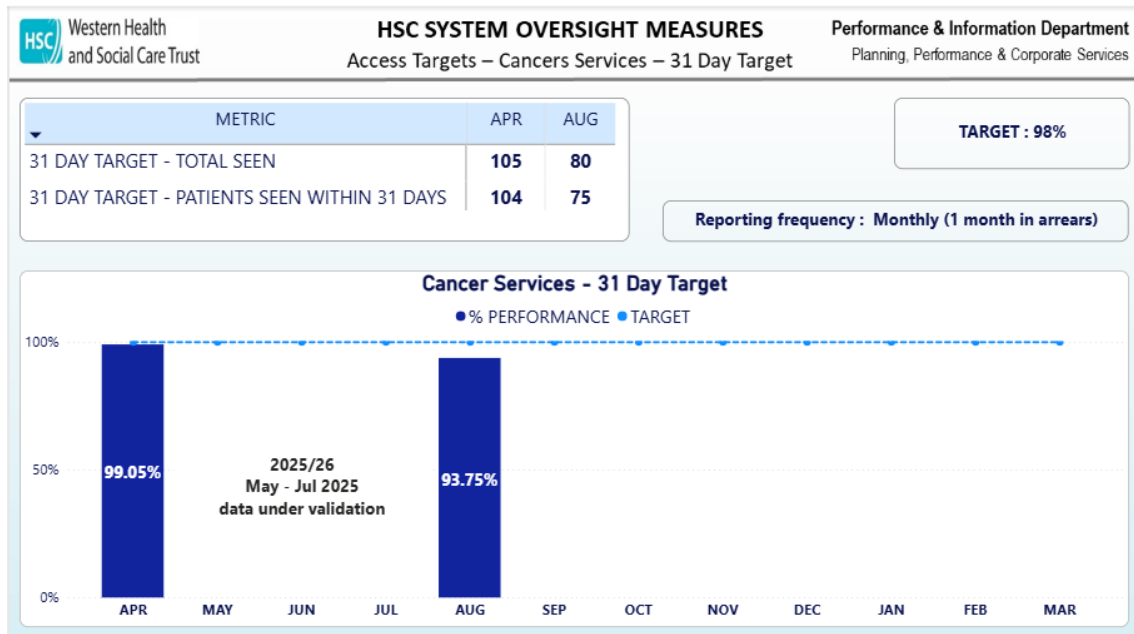 HSC
Western Health
and Social Care Trust
HSC SYSTEM OVERSIGHT MEASURES
Access Targets – Cancers Services – 31 Day Target
Performance & Information Department
Planning, Performance & Corporate Services
METRIC APR AUG
31 DAY TARGET - TOTAL SEEN 105 80
31 DAY TARGET - PATIENTS SEEN WITHIN 31 DAYS 104 75
TARGET : 98%
Reporting frequency : Monthly (1 month in arrears)
Cancer Services - 31 Day Target
% PERFORMANCE TARGET
100%
50%
0%
99.05%
2025/26
May - Jul 2025
data under validation
93.75%
APR MAY JUN JUL AUG SEP OCT NOV DEC JAN FEB MAR